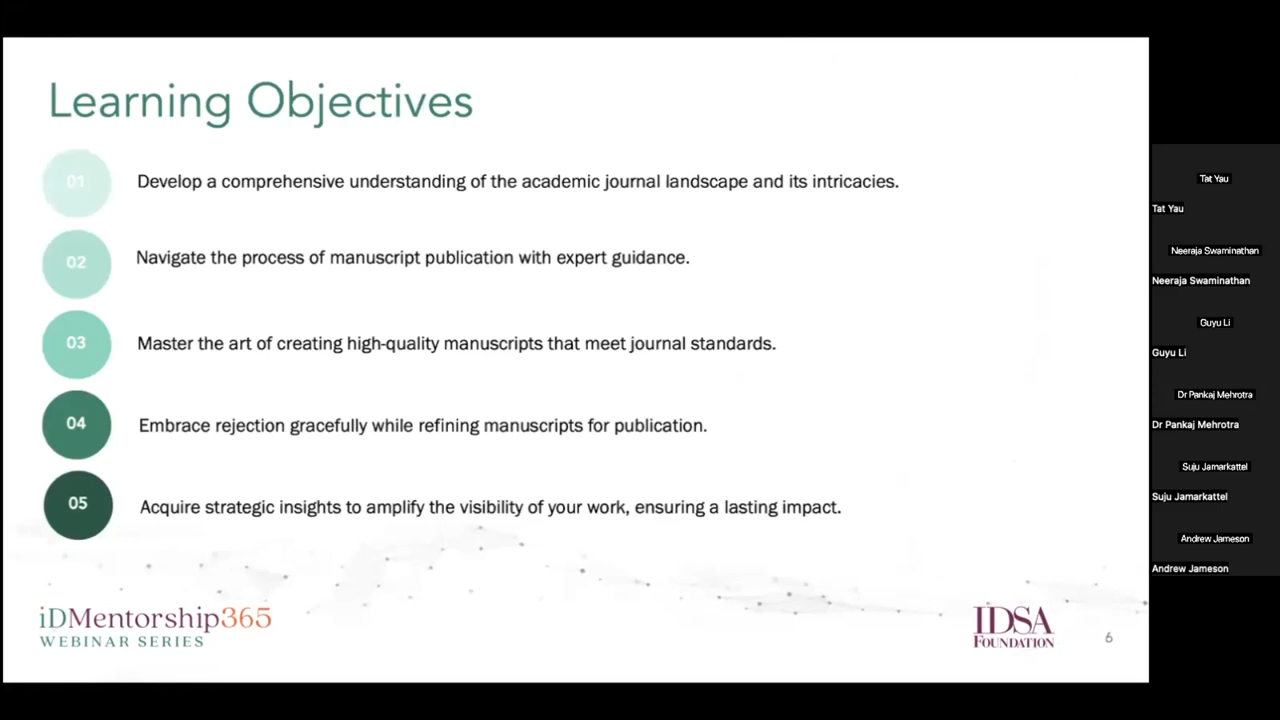 Learning Objectives
01
Develop a comprehensive understanding of the academic journal landscape and its intricacies.
02
Navigate the process of manuscript publication with expert guidance.
03
Master the art of creating high-quality manuscripts that meet journal standards.
04
Embrace rejection gracefully while refining manuscripts for publication.
05
Acquire strategic insights to amplify the visibility of your work, ensuring a lasting impact.
iDMentorship365
WEBINAR SERIES
IDSA
FOUNDATION
6
Tat Yau
Tat Yau
Neeraja Swaminathan
Neeraja Swaminathan
Guyu Li
Guyu Li
Dr Pankaj Mehrotra
Dr Pankaj Mehrotra
Suju Jamarkattel
Suju Jamarkattel
Andrew Jameson
Andrew Jameson